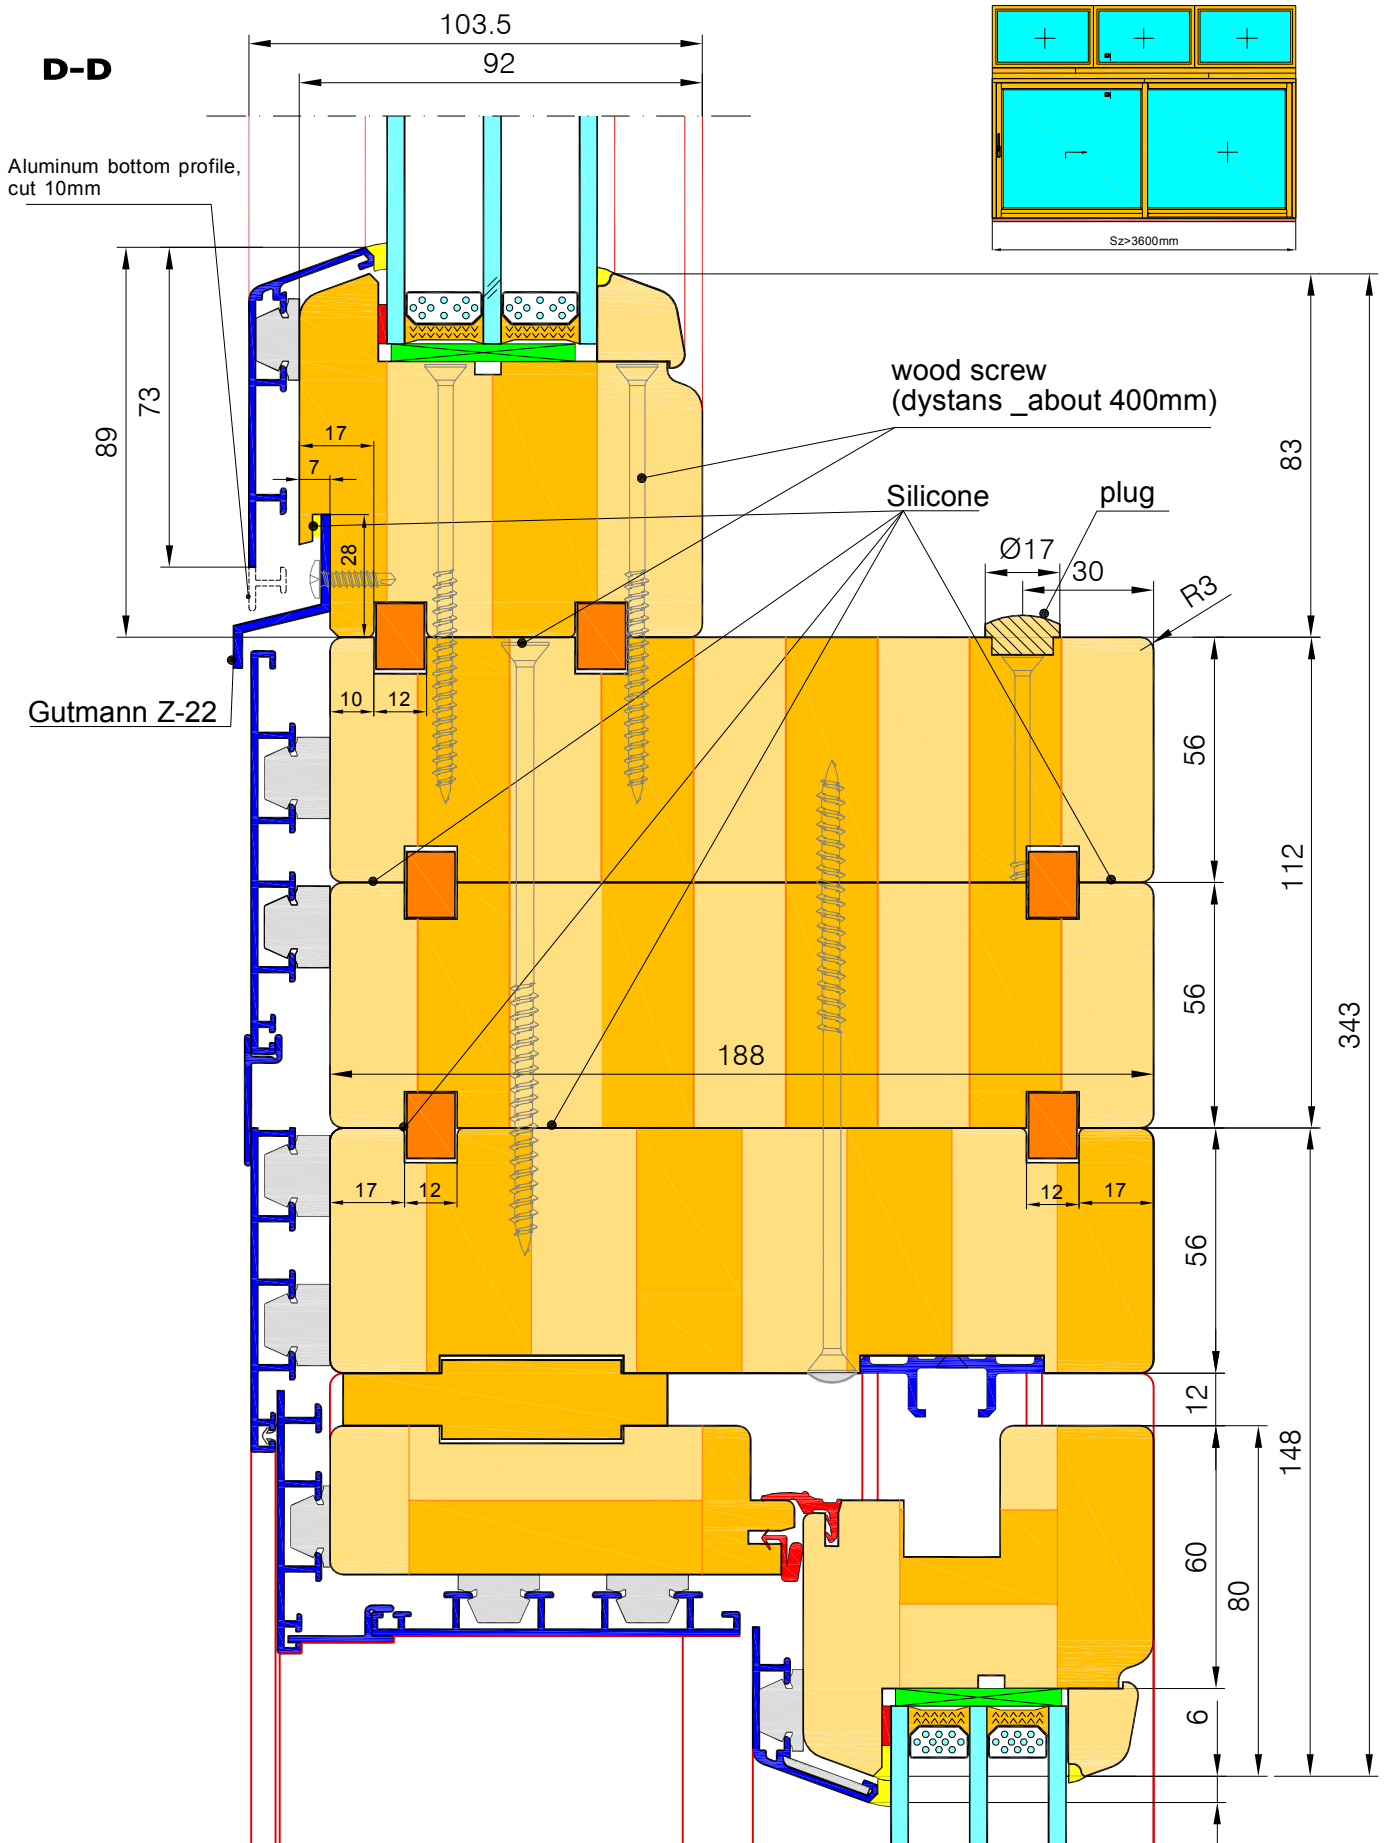 D-D
103.5
92
Sz>3600mm
Aluminum bottom profile,
cut 10mm
wood screw
(dystans _about 400mm)
73
89
83
17
7
28
Silicone
plug
Ø17
30
R3
Gutmann Z-22
10
12
56
112
56
343
188
17
12
12
17
56
12
148
60
80
6